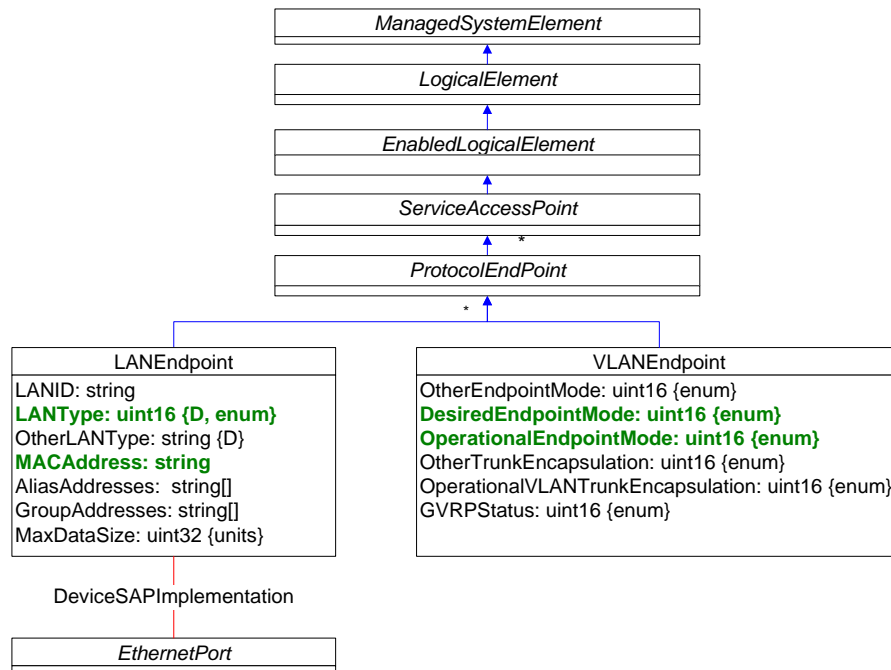 ManagedSystemElement
LogicalElement
EnabledLogicalElement
ServiceAccessPoint
*
ProtocolEndPoint
*
LANEndpoint
LANID: string
LANType: uint16 {D, enum}
OtherLANType: string {D}
MACAddress: string
AliasAddresses:  string[]
GroupAddresses: string[]
MaxDataSize: uint32 {units}
VLANEndpoint
OtherEndpointMode: uint16 {enum}
DesiredEndpointMode: uint16 {enum}
OperationalEndpointMode: uint16 {enum}
OtherTrunkEncapsulation: uint16 {enum}
OperationalVLANTrunkEncapsulation: uint16 {enum}
GVRPStatus: uint16 {enum}
DeviceSAPImplementation
EthernetPort